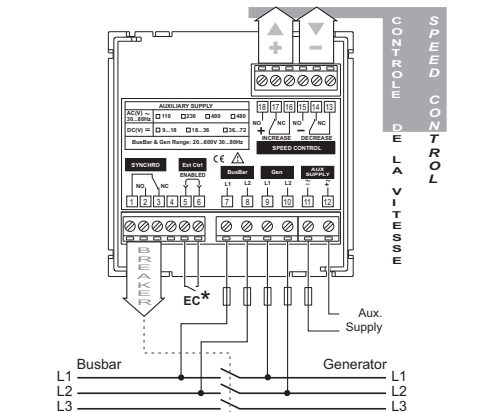 SPEED CONTROL
CONTROLE DE LA VITESSE
+ −
18 17 16 15 14 13
NO NC NO NC
+ −
INCREASE DECREASE
SPEED CONTROL
AUXILIARY SUPPLY
AC(V) ~ 30...80Hz 110 230 400 480
DC(V) 9...18 18...36 36...72
BusBar & Gen Range: 20...600V 30...80Hz
CE
SYNCHRO
NO NC
Ext Ctrl
ENABLED
BusBar
L1 L2
Gen
L1 L2
AUX SUPPLY
1 2 3 4 5 6 7 8 9 10 11 12
BREAKER
EC*
Aux.
Supply
Busbar Generator
L1 L1
L2 L2
L3 L3